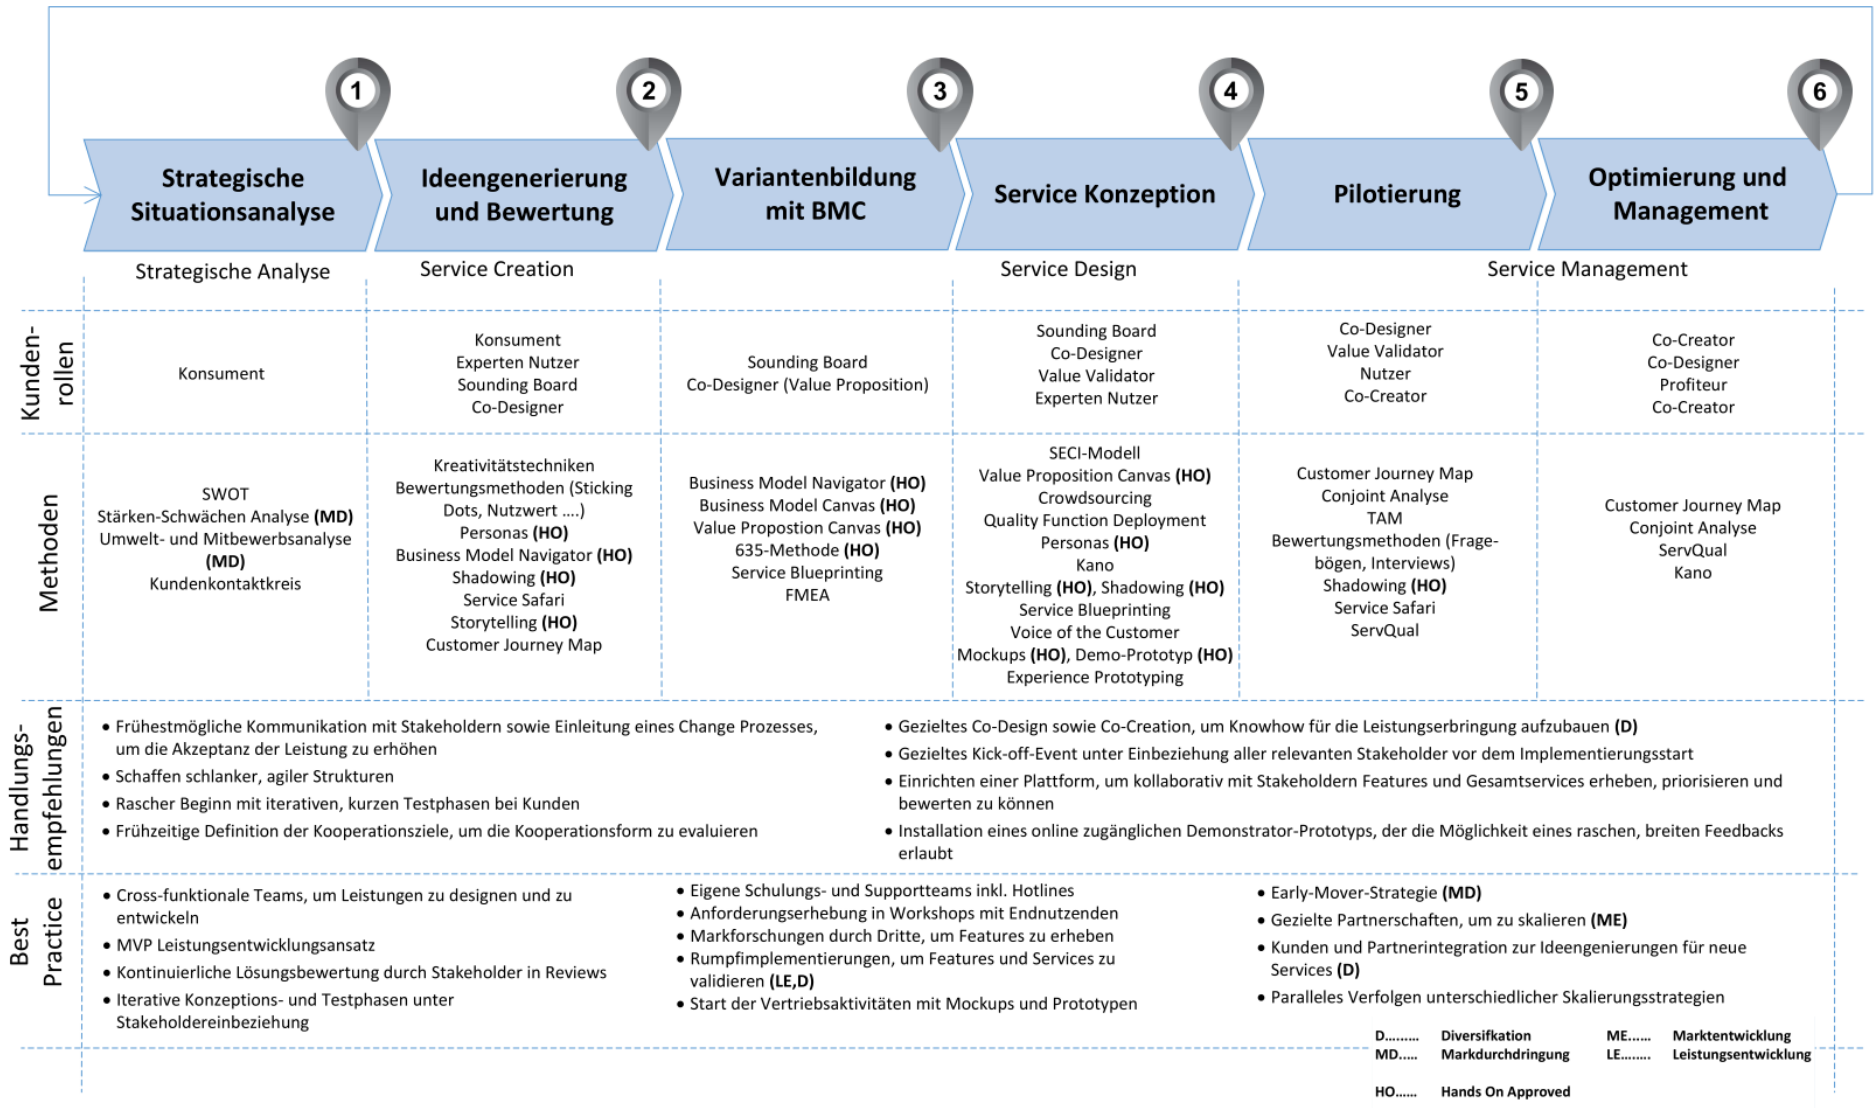 1
2
3
4
5
6
Strategische
Situationsanalyse
Ideengenerierung
und Bewertung
Variantenbildung
mit BMC
Service Konzeption
Pilotierung
Optimierung und
Management
Strategische Analyse
Service Creation
Service Design
Service Management
Kunden-
rollen
Konsument
Konsument
Experten Nutzer
Sounding Board
Co-Designer
Sounding Board
Co-Designer (Value Proposition)
Sounding Board
Co-Designer
Value Validator
Experten Nutzer
Co-Designer
Value Validator
Nutzer
Co-Creator
Co-Creator
Co-Designer
Profiteur
Co-Creator
Methoden
SWOT
Stärken-Schwächen Analyse (MD)
Umwelt- und Mitbewerbsanalyse
(MD)
Kundenkontaktkreis
Kreativitätstechniken
Bewertungsmethoden (Sticking
Dots, Nutzwert ....)
Personas (HO)
Business Model Navigator (HO)
Shadowing (HO)
Service Safari
Storytelling (HO)
Customer Journey Map
Business Model Navigator (HO)
Business Model Canvas (HO)
Value Propostion Canvas (HO)
635-Methode (HO)
Service Blueprinting
FMEA
SECI-Modell
Value Proposition Canvas (HO)
Crowdsourcing
Quality Function Deployment
Personas (HO)
Kano
Storytelling (HO), Shadowing (HO)
Service Blueprinting
Voice of the Customer
Mockups (HO), Demo-Prototyp (HO)
Experience Prototyping
Customer Journey Map
Conjoint Analyse
TAM
Bewertungsmethoden (Frage-
bögen, Interviews)
Shadowing (HO)
Service Safari
ServQual
Customer Journey Map
Conjoint Analyse
ServQual
Kano
Handlungs-
empfehlungen
• Frühestmögliche Kommunikation mit Stakeholdern sowie Einleitung eines Change Prozesses,
um die Akzeptanz der Leistung zu erhöhen
• Schaffen schlanker, agiler Strukturen
• Rascher Beginn mit iterativen, kurzen Testphasen bei Kunden
• Frühzeitige Definition der Kooperationsziele, um die Kooperationsform zu evaluieren
• Gezieltes Co-Design sowie Co-Creation, um Knowhow für die Leistungserbringung aufzubauen (D)
• Gezieltes Kick-off-Event unter Einbeziehung aller relevanten Stakeholder vor dem Implementierungsstart
• Einrichten einer Plattform, um kollaborativ mit Stakeholdern Features und Gesamtservices erheben, priorisieren und
bewerten zu können
• Installation eines online zugänglichen Demonstrator-Prototyps, der die Möglichkeit eines raschen, breiten Feedbacks
erlaubt
Best
Practice
• Cross-funktionale Teams, um Leistungen zu designen und zu
entwickeln
• MVP Leistungsentwicklungsansatz
• Kontinuierliche Lösungsbewertung durch Stakeholder in Reviews
• Iterative Konzeptions- und Testphasen unter
Stakeholdereinbeziehung
• Eigene Schulungs- und Supportteams inkl. Hotlines
• Anforderungserhebung in Workshops mit Endnutzenden
• Markforschungen durch Dritte, um Features zu erheben
• Rumpfimplementierungen, um Features und Services zu
validieren (LE,D)
• Start der Vertriebsaktivitäten mit Mockups und Prototypen
• Early-Mover-Strategie (MD)
• Gezielte Partnerschaften, um zu skalieren (ME)
• Kunden und Partnerintegration zur Ideengenierungen für neue
Services (D)
• Paralleles Verfolgen unterschiedlicher Skalierungsstrategien
D......... Diversifkation ME...... Marktentwicklung
MD..... Markdurchdringung LE........ Leistungsentwicklung
HO...... Hands On Approved